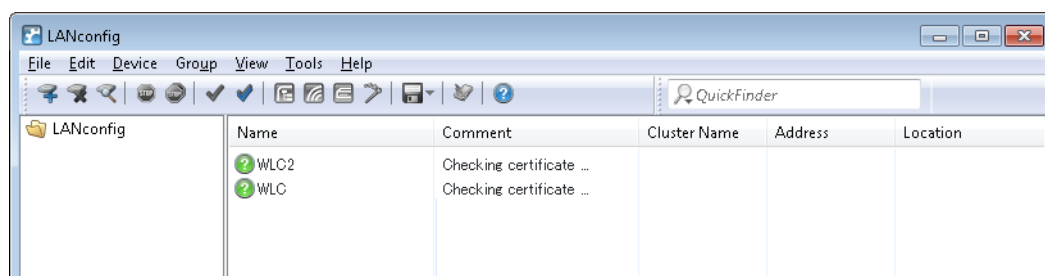 LANconfig
File Edit Device Group View Tools Help
QuickFinder
LANconfig
Name Comment Cluster Name Address Location
WLC2 Checking certificate ...
WLC Checking certificate ...